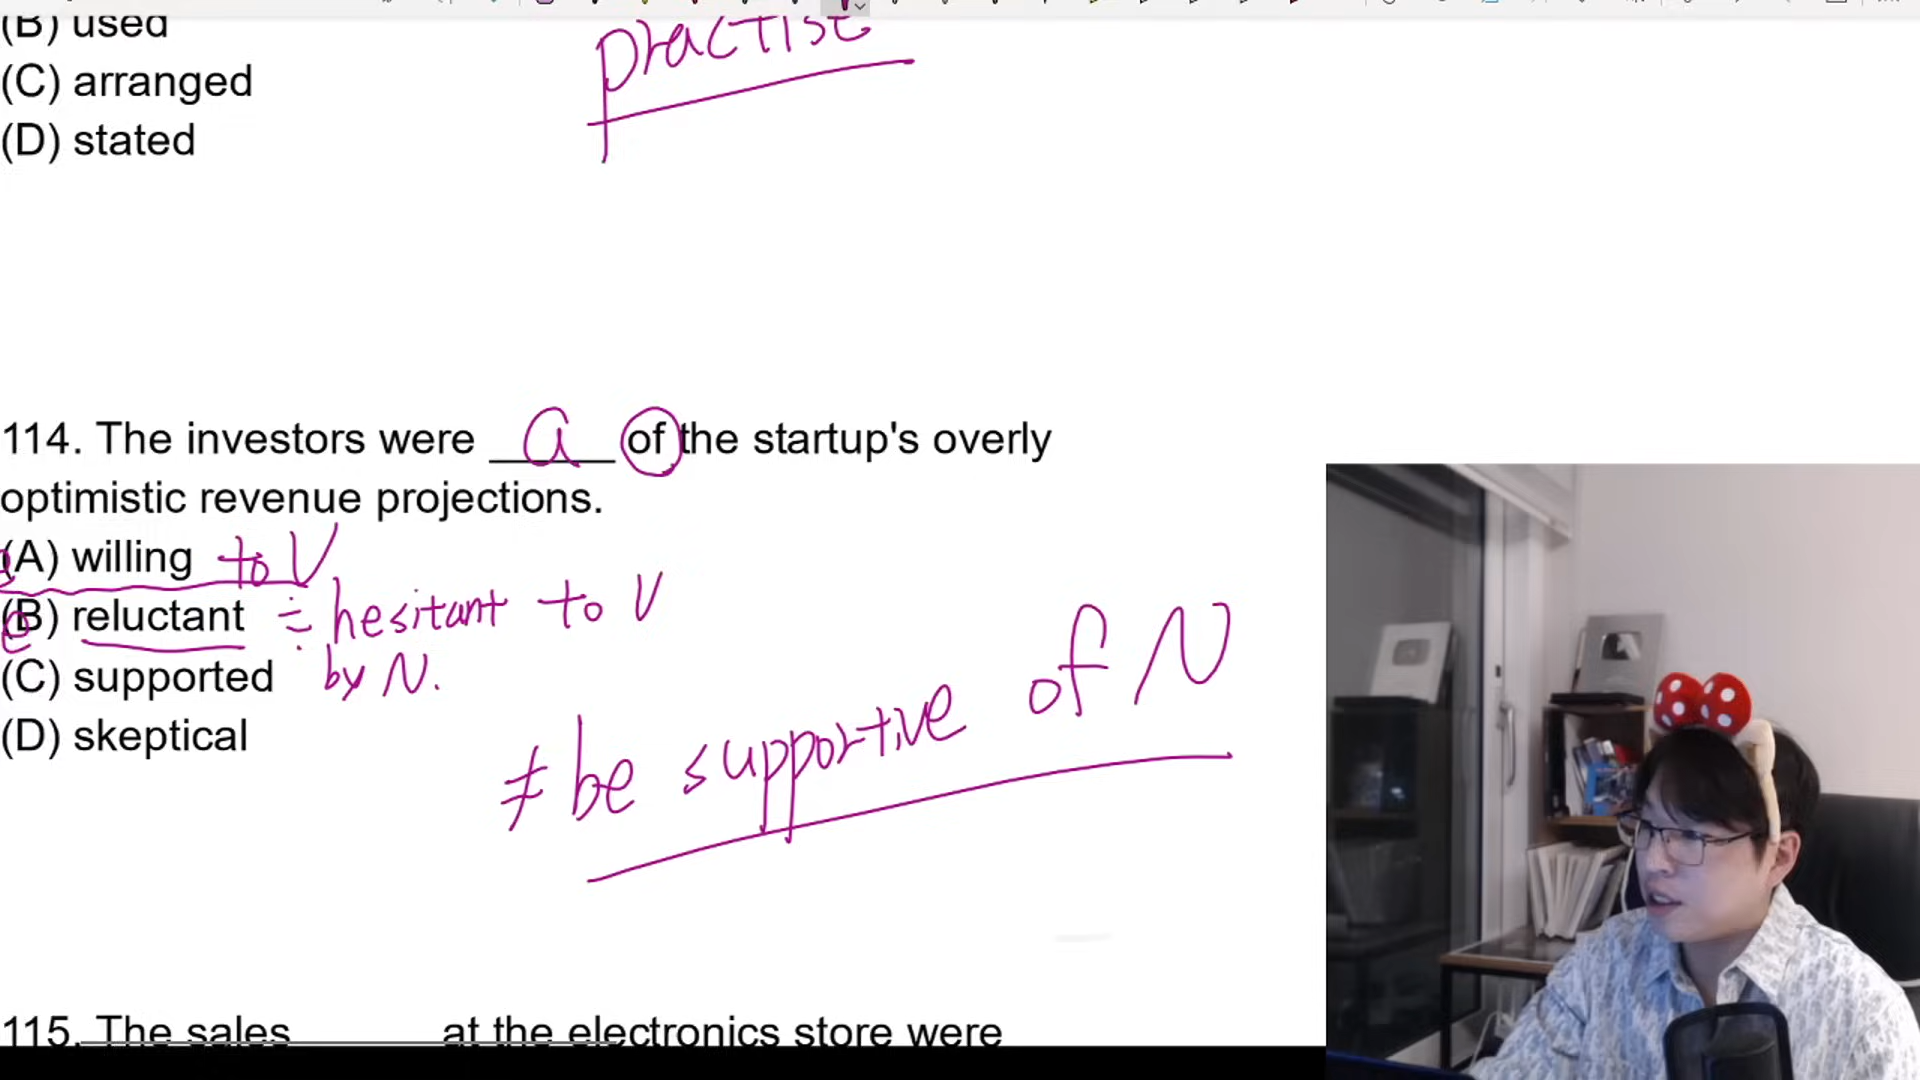 (B) used
practise
(C) arranged
(D) stated
114. The investors were __a__ of the startup's overly
optimistic revenue projections.
(A) willing to V
(B) reluctant ≒ hesitant to V
(C) supported by N.
(D) skeptical
≠ be supportive of N
115. The sales ______ at the electronics store were